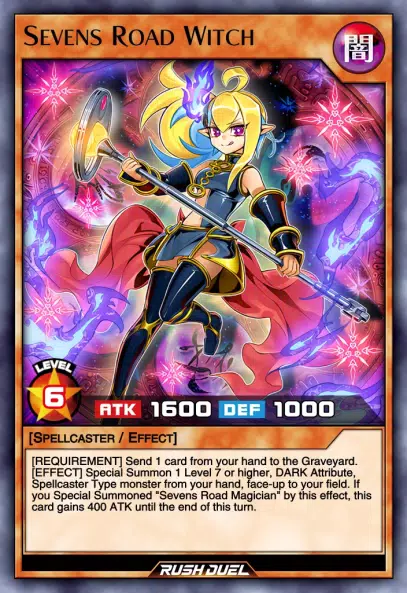 Sevens Road Witch
闇
LEVEL
6
ATK 1600 DEF 1000
[Spellcaster / Effect]
[REQUIREMENT] Send 1 card from your hand to the Graveyard.
[EFFECT] Special Summon 1 Level 7 or higher, DARK Attribute,
Spellcaster Type monster from your hand, face-up to your field. If
you Special Summoned "Sevens Road Magician" by this effect, this
card gains 400 ATK until the end of this turn.
RUSH DUEL